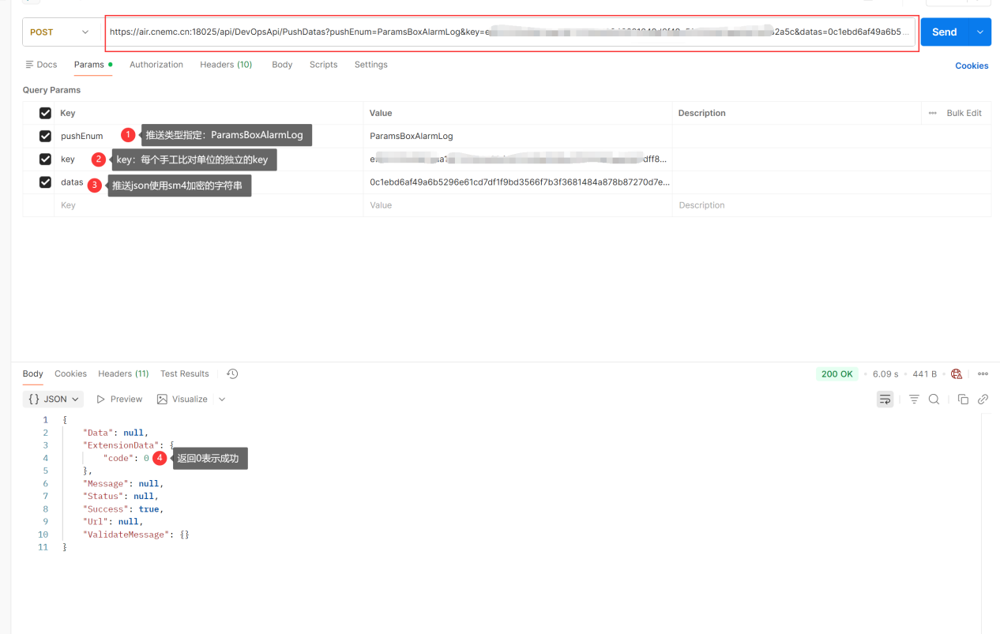 POST
https://air.cnemc.cn:18025/api/DevOpsApi/PushDatas?pushEnum=ParamsBoxAlarmLog&key=e 2a5c&datas=0c1ebd6af49a6b5...
Send
Docs Params Authorization Headers (10) Body Scripts Settings Cookies
Query Params
Key Value Description Bulk Edit
pushEnum 1 推送类型指定：ParamsBoxAlarmLog ParamsBoxAlarmLog
key 2 key：每个手工比对单位的独立的key e dff8...
datas 3 推送json使用sm4加密的字符串 0c1ebd6af49a6b5296e61cd7df1f9bd3566f7b3f3681484a878b87270d7e...
Key Value Description
Body Cookies Headers (11) Test Results 200 OK 6.09 s 441 B
{} JSON Preview Visualize
1 {
2 "Data": null,
3 "ExtensionData": {
4 "code": 0 4 返回0表示成功
5 },
6 "Message": null,
7 "Status": null,
8 "Success": true,
9 "Url": null,
10 "ValidateMessage": {}
11 }